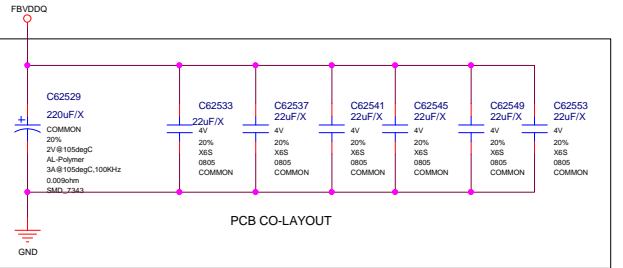 FBVDDQ
C62529
220uF/X
+
COMMON
20%
2V@105degC
AL-Polymer
3A@105degC,100KHz
0.009ohm
SMD_7343
C62533
22uF/X
4V
20%
X6S
0805
COMMON
C62537
22uF/X
4V
20%
X6S
0805
COMMON
C62541
22uF/X
4V
20%
X6S
0805
COMMON
C62545
22uF/X
4V
20%
X6S
0805
COMMON
C62549
22uF/X
4V
20%
X6S
0805
COMMON
C62553
22uF/X
4V
20%
X6S
0805
COMMON
PCB CO-LAYOUT
GND